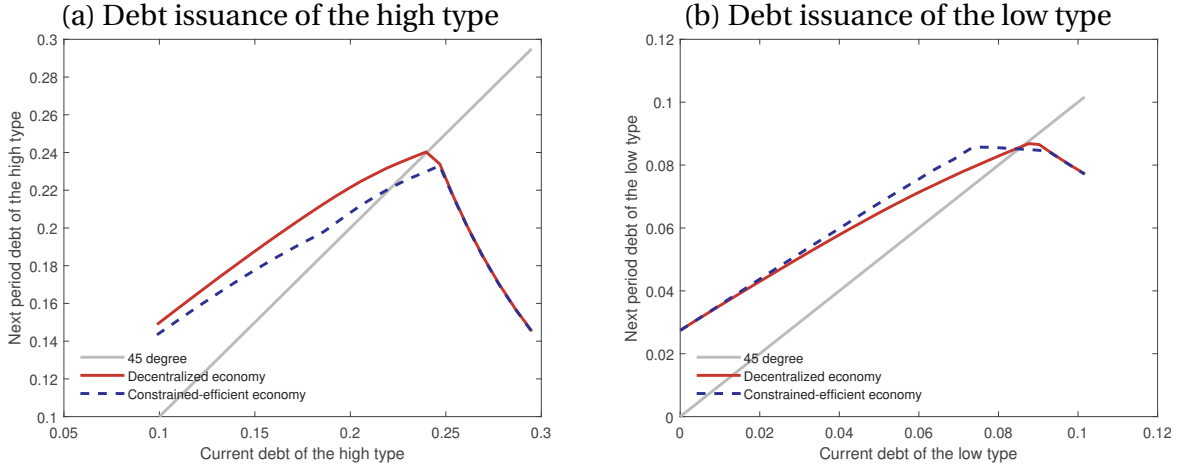 (a) Debt issuance of the high type
0.3
0.28
0.26
0.24
0.22
0.2
0.18
0.16
0.14
0.12
0.1
Next period debt of the high type
45 degree
Decentralized economy
Constrained-efficient economy
0.05
0.1
0.15
0.2
0.25
0.3
Current debt of the high type
(b) Debt issuance of the low type
0.12
0.1
0.08
0.06
0.04
0.02
0
Next period debt of the low type
45 degree
Decentralized economy
Constrained-efficient economy
0
0.02
0.04
0.06
0.08
0.1
0.12
Current debt of the low type